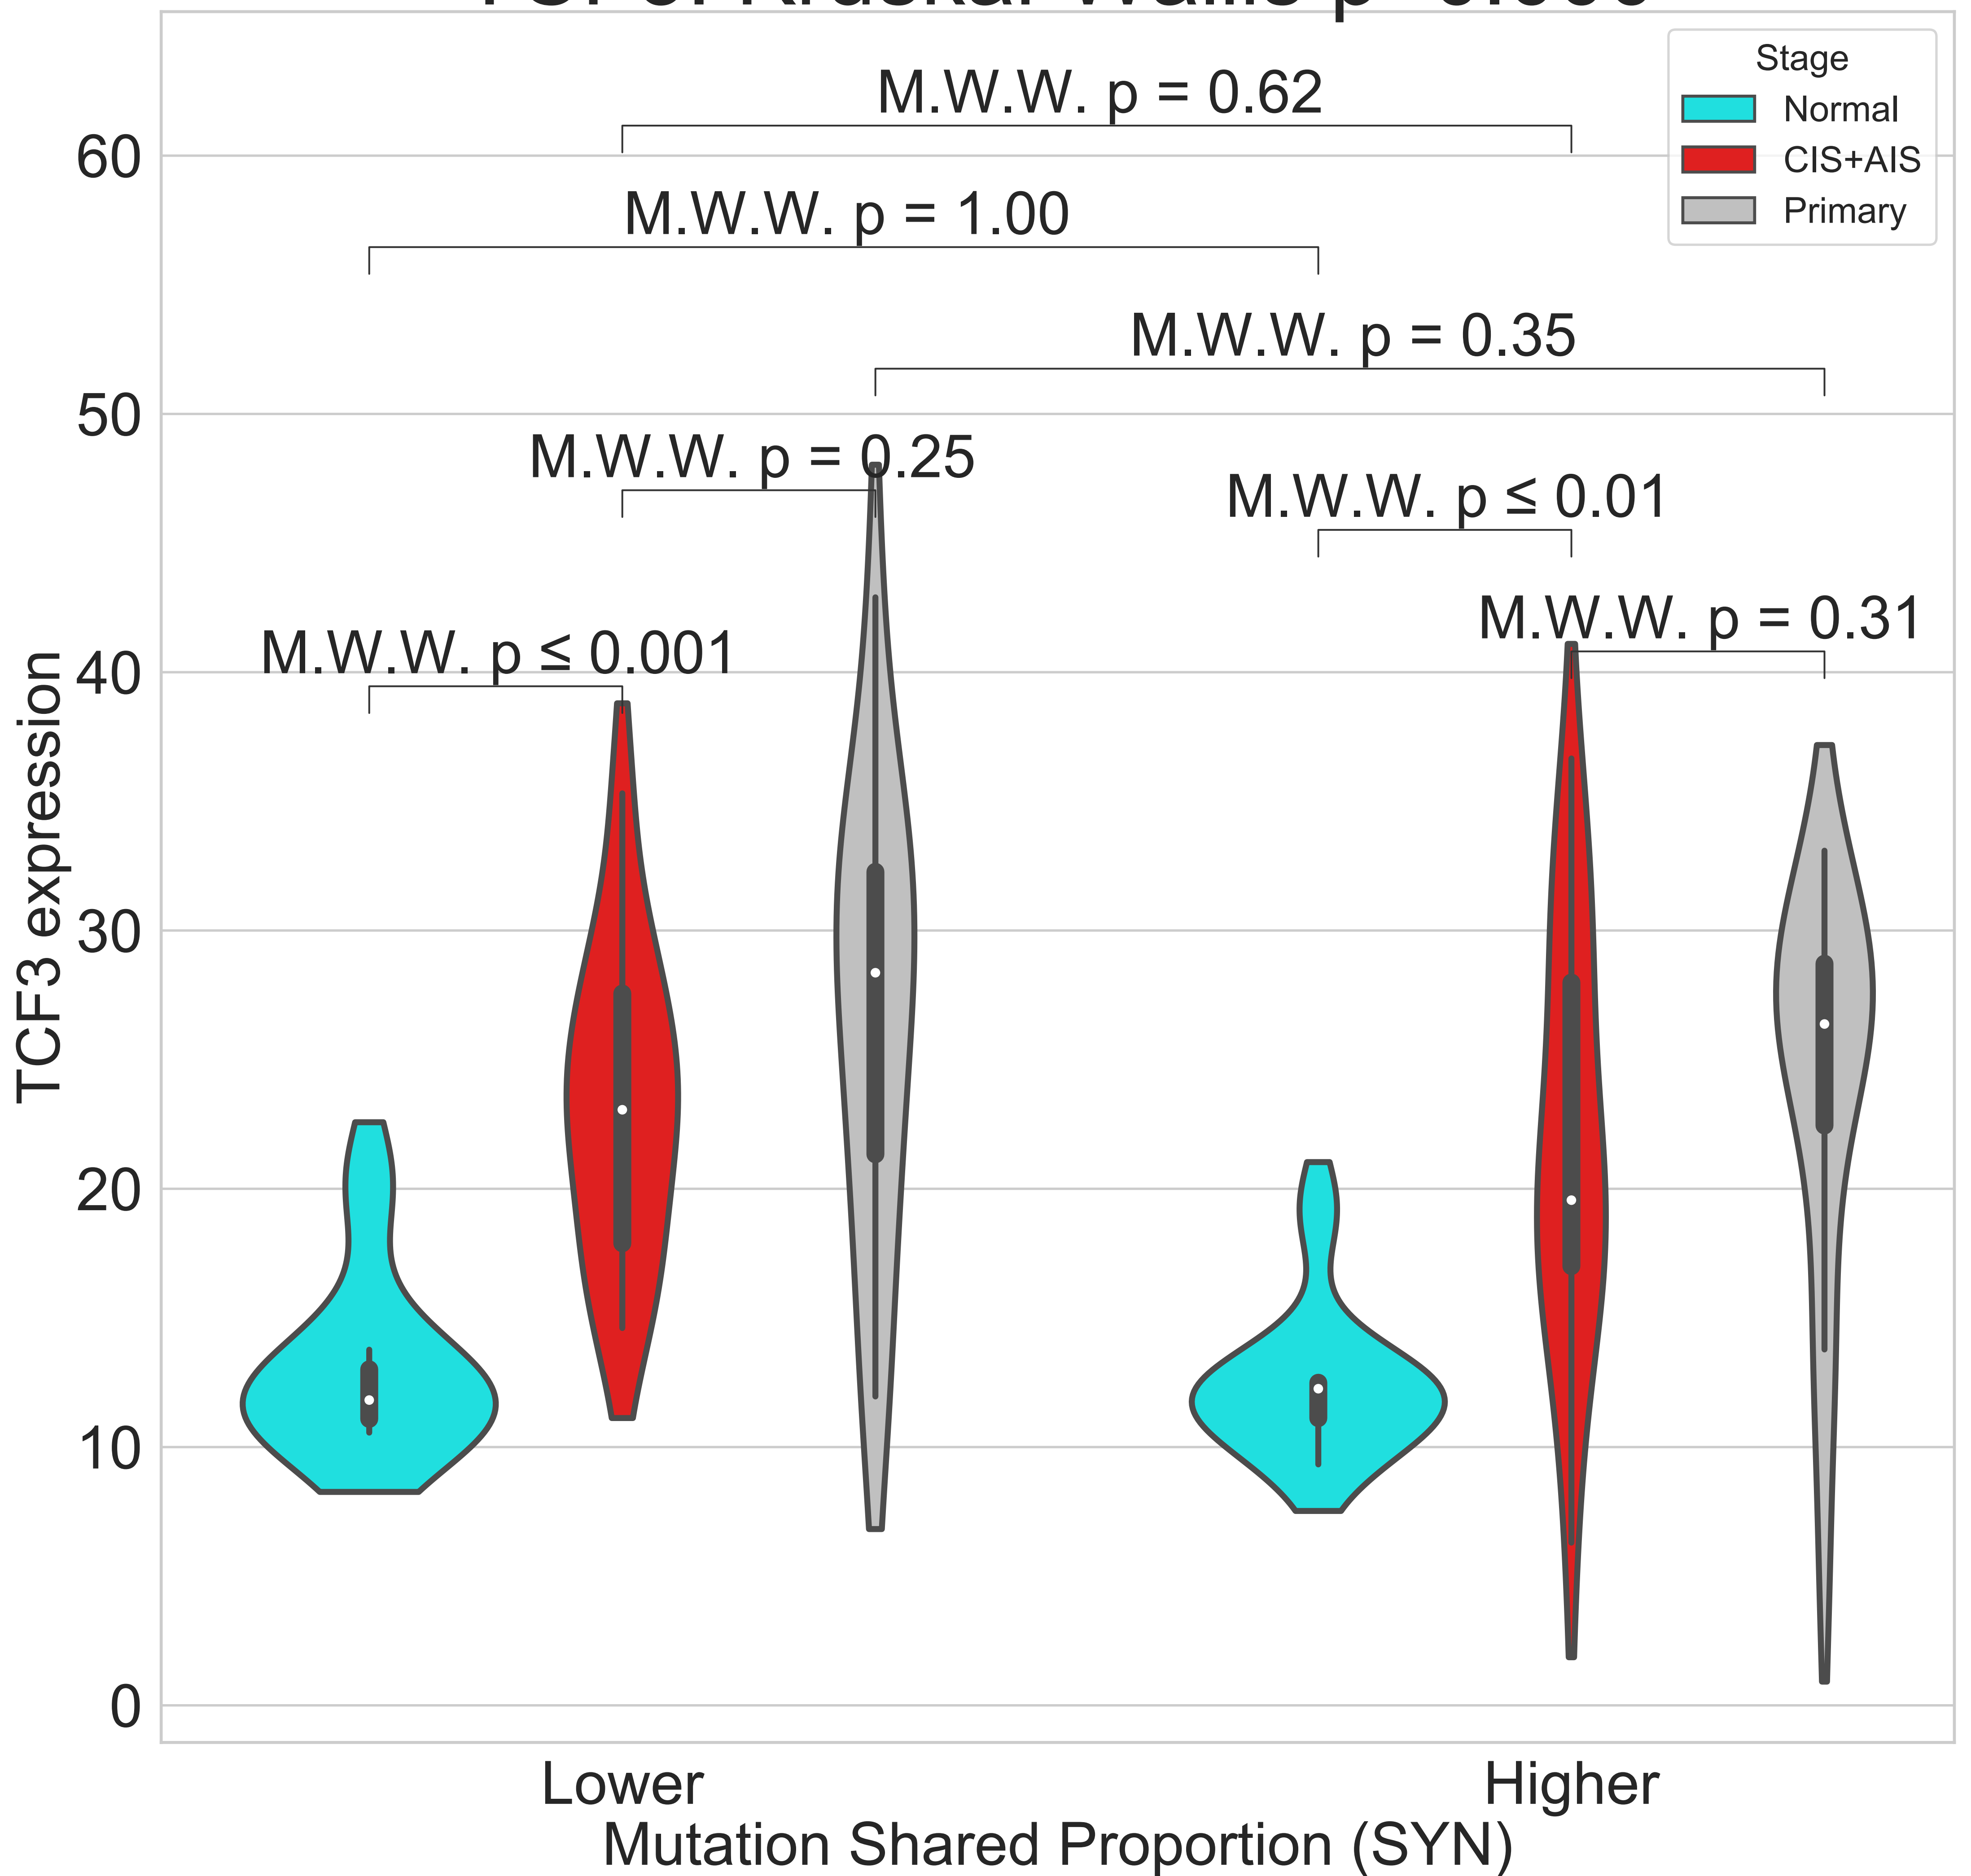 Stage
Normal
CIS+AIS
Primary
M.W.W. p = 0.62
M.W.W. p = 1.00
M.W.W. p = 0.35
M.W.W. p = 0.25
M.W.W. p ≤ 0.01
M.W.W. p = 0.31
M.W.W. p ≤ 0.001
TCF3 expression
60
50
40
30
20
10
0
Lower
Higher
Mutation Shared Proportion (SYN)